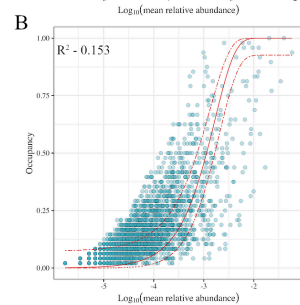 Log₁₀(mean relative abundance)
B
R² - 0.153
1.00
0.75
0.50
0.25
0.00
Occupancy
-5 -4 -3 -2 -1
Log₁₀(mean relative abundance)